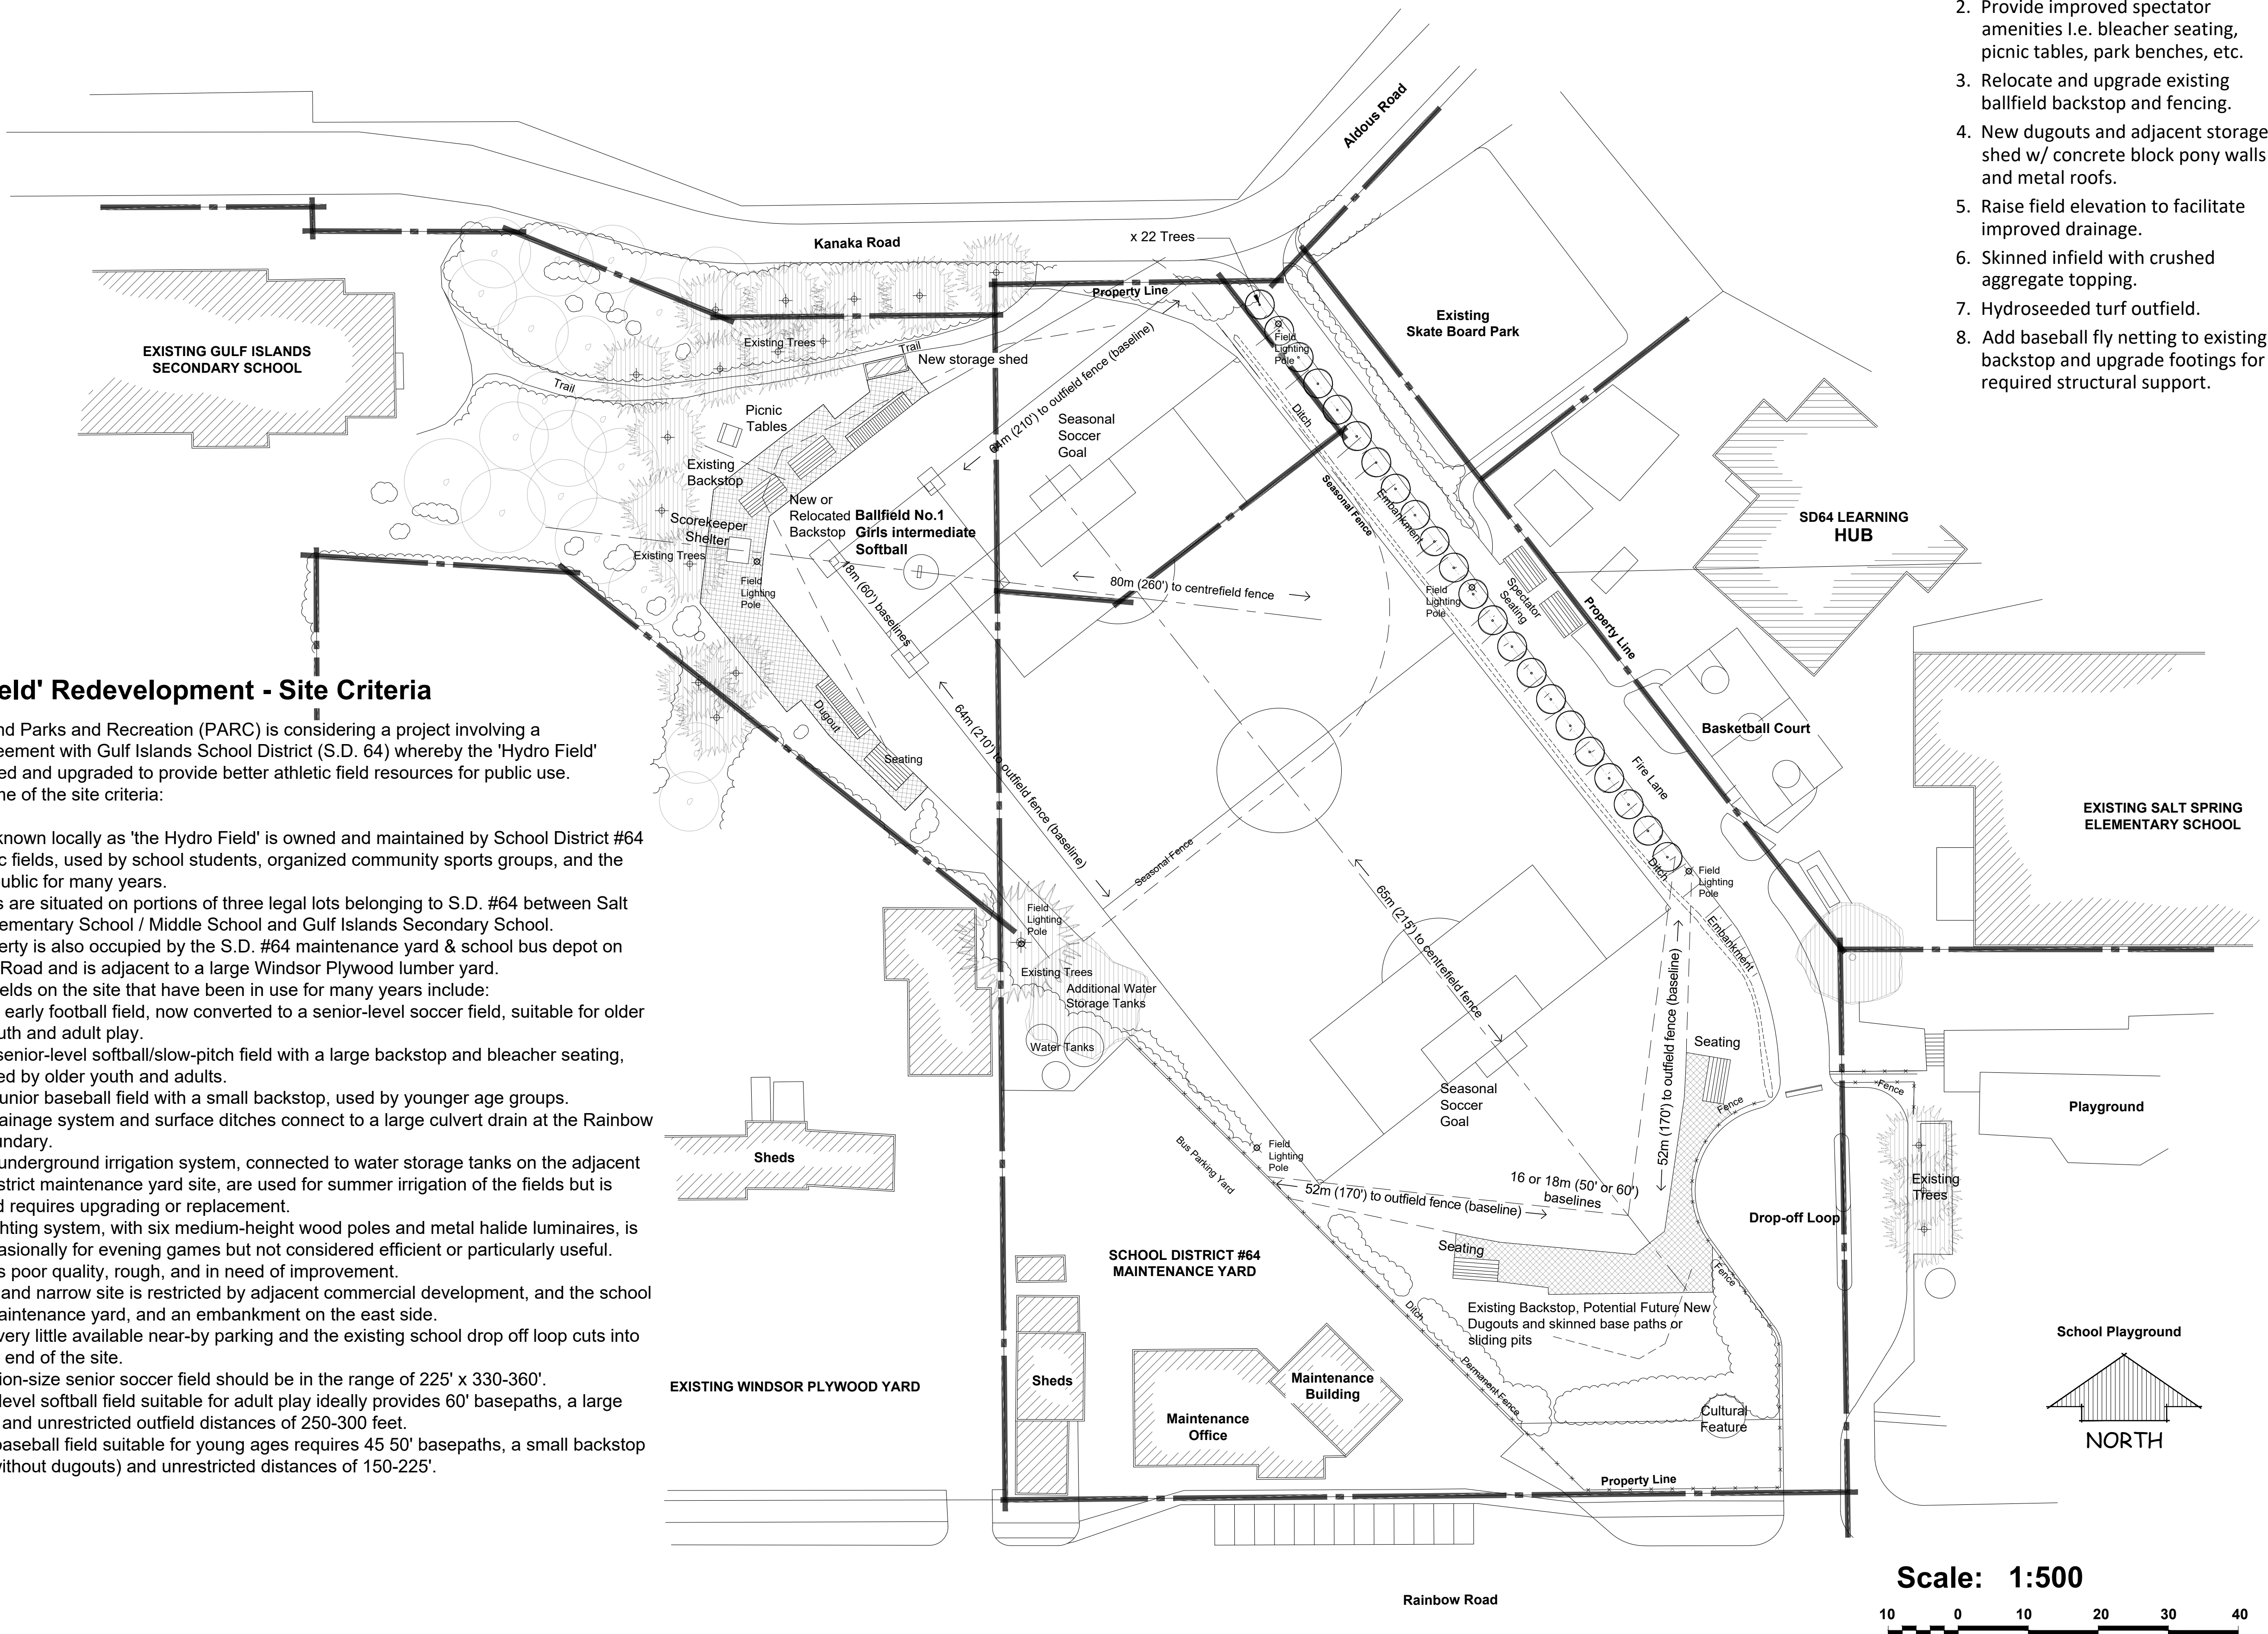 2. Provide improved spectator
amenities I.e. bleacher seating,
picnic tables, park benches, etc.
3. Relocate and upgrade existing
ballfield backstop and fencing.
4. New dugouts and adjacent storage
shed w/ concrete block pony walls
and metal roofs.
5. Raise field elevation to facilitate
improved drainage.
6. Skinned infield with crushed
aggregate topping.
7. Hydroseeded turf outfield.
8. Add baseball fly netting to existing
backstop and upgrade footings for
required structural support.
Aldous Road
Kanaka Road
x 22 Trees
Property Line
Existing
Skate Board Park
EXISTING GULF ISLANDS
SECONDARY SCHOOL
Existing Trees
Trail
Trail
New storage shed
Field
Lighting
Pole
64m (210') to outfield fence (baseline)
Picnic
Tables
Seasonal
Soccer
Goal
Ditch
Existing
Backstop
Seasonal Fence
Embankment
New or
Relocated
Backstop
Ballfield No.1
Girls intermediate
Softball
Scorekeeper
Shelter
Existing Trees
SD64 LEARNING
HUB
18m (60') baselines
80m (260') to centrefield fence
Field
Lighting
Pole
Field
Lighting
Pole
Spectator
Seating
Property Line
eld' Redevelopment - Site Criteria
nd Parks and Recreation (PARC) is considering a project involving a
eement with Gulf Islands School District (S.D. 64) whereby the 'Hydro Field'
ed and upgraded to provide better athletic field resources for public use.
ne of the site criteria:
known locally as 'the Hydro Field' is owned and maintained by School District #64
ic fields, used by school students, organized community sports groups, and the
public for many years.
s are situated on portions of three legal lots belonging to S.D. #64 between Salt
ementary School / Middle School and Gulf Islands Secondary School.
erty is also occupied by the S.D. #64 maintenance yard & school bus depot on
Road and is adjacent to a large Windsor Plywood lumber yard.
ields on the site that have been in use for many years include:
early football field, now converted to a senior-level soccer field, suitable for older
uth and adult play.
senior-level softball/slow-pitch field with a large backstop and bleacher seating,
ed by older youth and adults.
unior baseball field with a small backstop, used by younger age groups.
ainage system and surface ditches connect to a large culvert drain at the Rainbow
undary.
underground irrigation system, connected to water storage tanks on the adjacent
strict maintenance yard site, are used for summer irrigation of the fields but is
d requires upgrading or replacement.
hting system, with six medium-height wood poles and metal halide luminaires, is
casionally for evening games but not considered efficient or particularly useful.
s poor quality, rough, and in need of improvement.
and narrow site is restricted by adjacent commercial development, and the school
aintenance yard, and an embankment on the east side.
very little available near-by parking and the existing school drop off loop cuts into
end of the site.
ion-size senior soccer field should be in the range of 225' x 330-360'.
level softball field suitable for adult play ideally provides 60' basepaths, a large
and unrestricted outfield distances of 250-300 feet.
baseball field suitable for young ages requires 45 50' basepaths, a small backstop
without dugouts) and unrestricted distances of 150-225'.
Dugout
Seating
64m (210') to outfield fence (baseline)
Basketball Court
Fire Lane
EXISTING SALT SPRING
ELEMENTARY SCHOOL
Seasonal Fence
Ditch
Field
Lighting
Pole
65m (215') to centrefield fence
Field
Lighting
Pole
Embankment
Existing Trees
Additional Water
Storage Tanks
Water Tanks
52m (170') to outfield fence (baseline)
Seating
Seasonal
Soccer
Goal
Fence
Fence
Playground
Sheds
Bus Parking Yard
Field
Lighting
Pole
Existing
Trees
16 or 18m (50' or 60')
baselines
52m (170') to outfield fence (baseline)
Drop-off Loop
SCHOOL DISTRICT #64
MAINTENANCE YARD
Seating
Fence
Ditch
Existing Backstop, Potential Future New
Dugouts and skinned base paths or
sliding pits
School Playground
EXISTING WINDSOR PLYWOOD YARD
Sheds
Maintenance
Building
Permanent Fence
Maintenance
Office
Cultural
Feature
NORTH
Property Line
Rainbow Road
Scale: 1:500
10 0 10 20 30 40